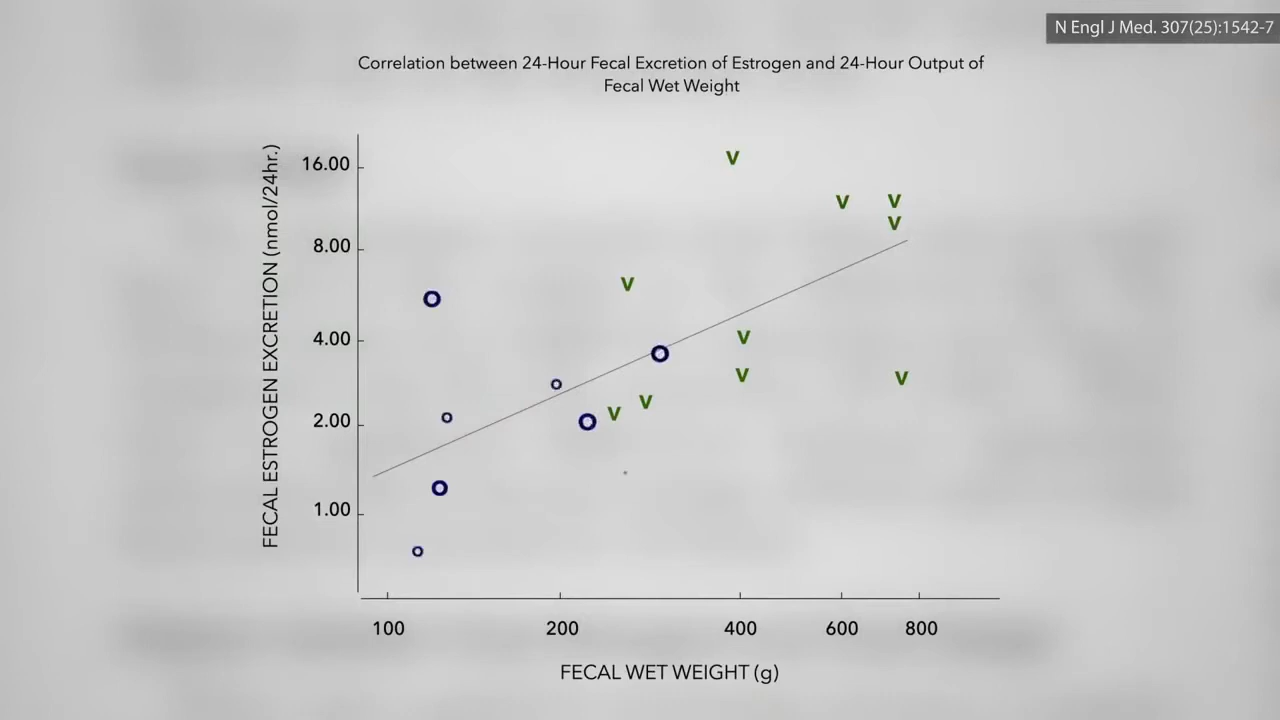 N Engl J Med. 307(25):1542-7
Correlation between 24-Hour Fecal Excretion of Estrogen and 24-Hour Output of
Fecal Wet Weight
FECAL ESTROGEN EXCRETION (nmol/24hr.)
16.00
8.00
4.00
2.00
1.00
V
V
V
V
V
V
V
V
V
V
100
200
400
600
800
FECAL WET WEIGHT (g)